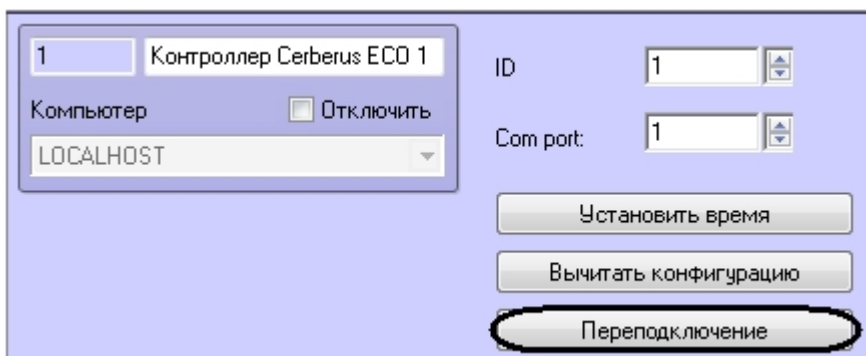 1 Контроллер Cerberus ECO 1
Компьютер Отключить
LOCALHOST
ID 1
Com port: 1
Установить время
Вычитать конфигурацию
Переподключение